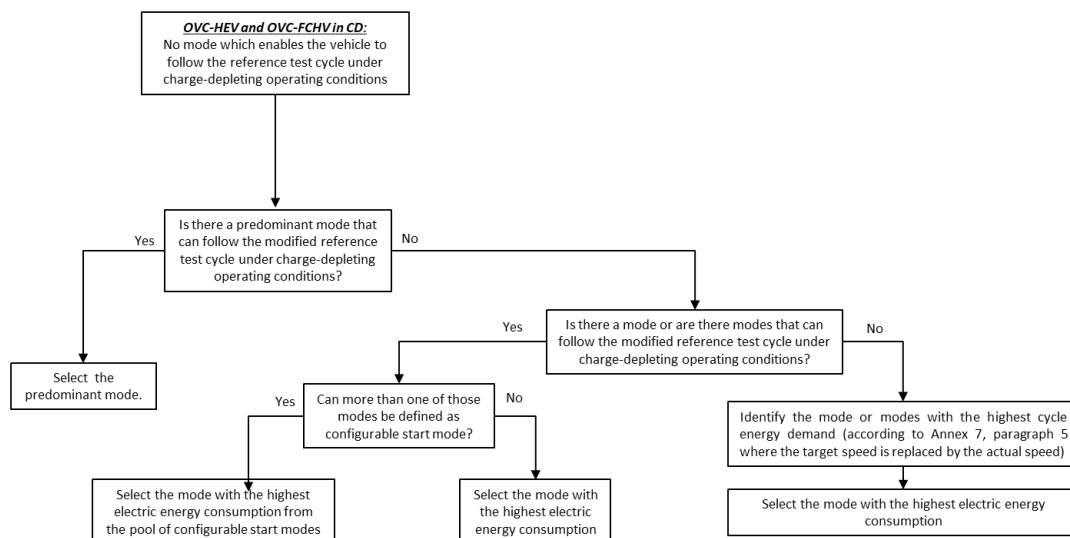 OVC-HEV and OVC-FCHV in CD:
No mode which enables the vehicle to
follow the reference test cycle under
charge-depleting operating conditions
Is there a predominant mode that
can follow the modified reference
test cycle under charge-depleting
operating conditions?
Yes
No
Select the
predominant mode.
Is there a mode or are there modes that can
follow the modified reference test cycle under
charge-depleting operating conditions?
Yes
No
Can more than one of those
modes be defined as
configurable start mode?
Yes
No
Identify the mode or modes with the highest cycle
energy demand (according to Annex 7, paragraph 5
where the target speed is replaced by the actual speed)
Select the mode with the highest
electric energy consumption from
the pool of configurable start modes
Select the mode with
the highest electric
energy consumption
Select the mode with the highest electric energy
consumption